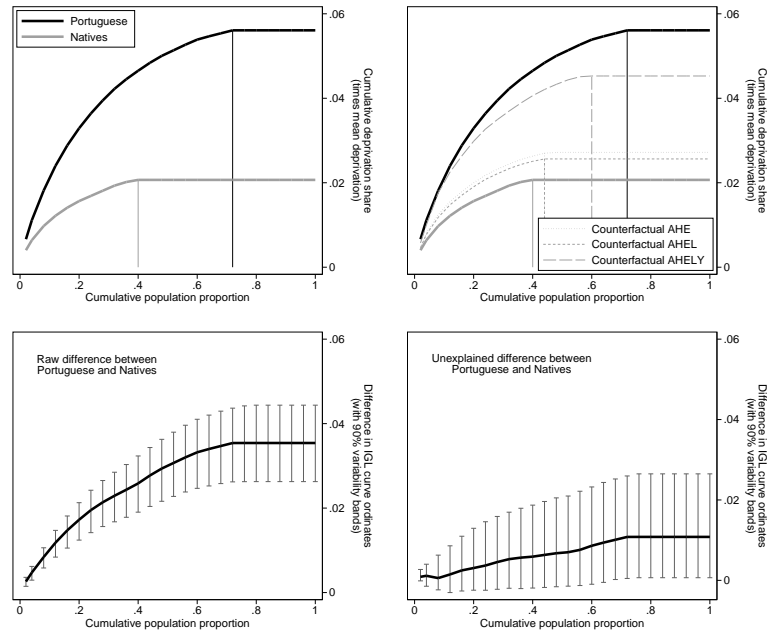 Portuguese
Natives
.06
.04
.02
0
Cumulative deprivation share
(times mean deprivation)
0 .2 .4 .6 .8 1
Cumulative population proportion
.06
.04
.02
0
Cumulative deprivation share
(times mean deprivation)
Counterfactual AHE
Counterfactual AHEL
Counterfactual AHELY
0 .2 .4 .6 .8 1
Cumulative population proportion
Raw difference between
Portuguese and Natives
.06
.04
.02
0
Difference in IGL curve ordinates
(with 90% variability bands)
0 .2 .4 .6 .8 1
Cumulative population proportion
Unexplained difference between
Portuguese and Natives
.06
.04
.02
0
Difference in IGL curve ordinates
(with 90% variability bands)
0 .2 .4 .6 .8 1
Cumulative population proportion